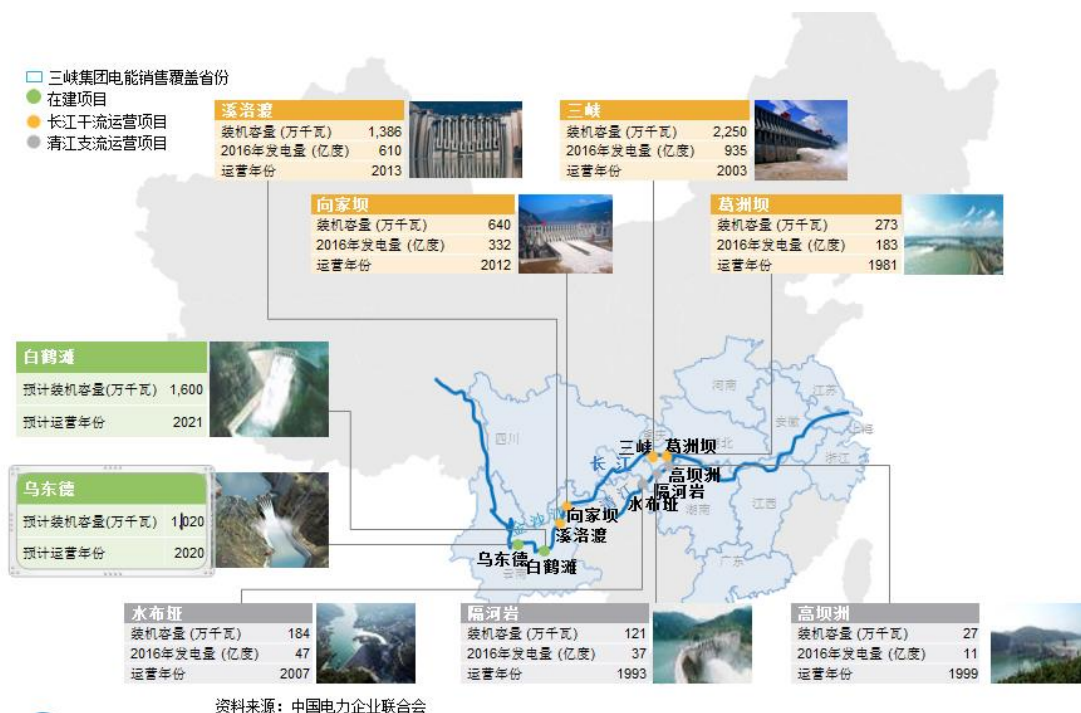 三峡集团电能销售覆盖省份
在建项目
长江干流运营项目
清江支流运营项目
溪洛渡
装机容量 (万千瓦) 1,386
2016年发电量 (亿度) 610
运营年份 2013
三峡
装机容量 (万千瓦) 2,250
2016年发电量 (亿度) 935
运营年份 2003
向家坝
装机容量 (万千瓦) 640
2016年发电量 (亿度) 332
运营年份 2012
葛洲坝
装机容量 (万千瓦) 273
2016年发电量 (亿度) 183
运营年份 1981
白鹤滩
预计装机容量(万千瓦) 1,600
预计运营年份 2021
乌东德
预计装机容量(万千瓦) 1,020
预计运营年份 2020
河南
江苏
安徽
上海
四川
重庆
湖北
浙江
三峡
葛洲坝
长江
高坝洲
清江
隔河岩
水布垭
湖南
江西
金沙江
向家坝
溪洛渡
乌东德
白鹤滩
云南
广东
水布垭
装机容量 (万千瓦) 184
2016年发电量 (亿度) 47
运营年份 2007
隔河岩
装机容量 (万千瓦) 121
2016年发电量 (亿度) 37
运营年份 1993
高坝洲
装机容量 (万千瓦) 27
2016年发电量 (亿度) 11
运营年份 1999
资料来源：中国电力企业联合会